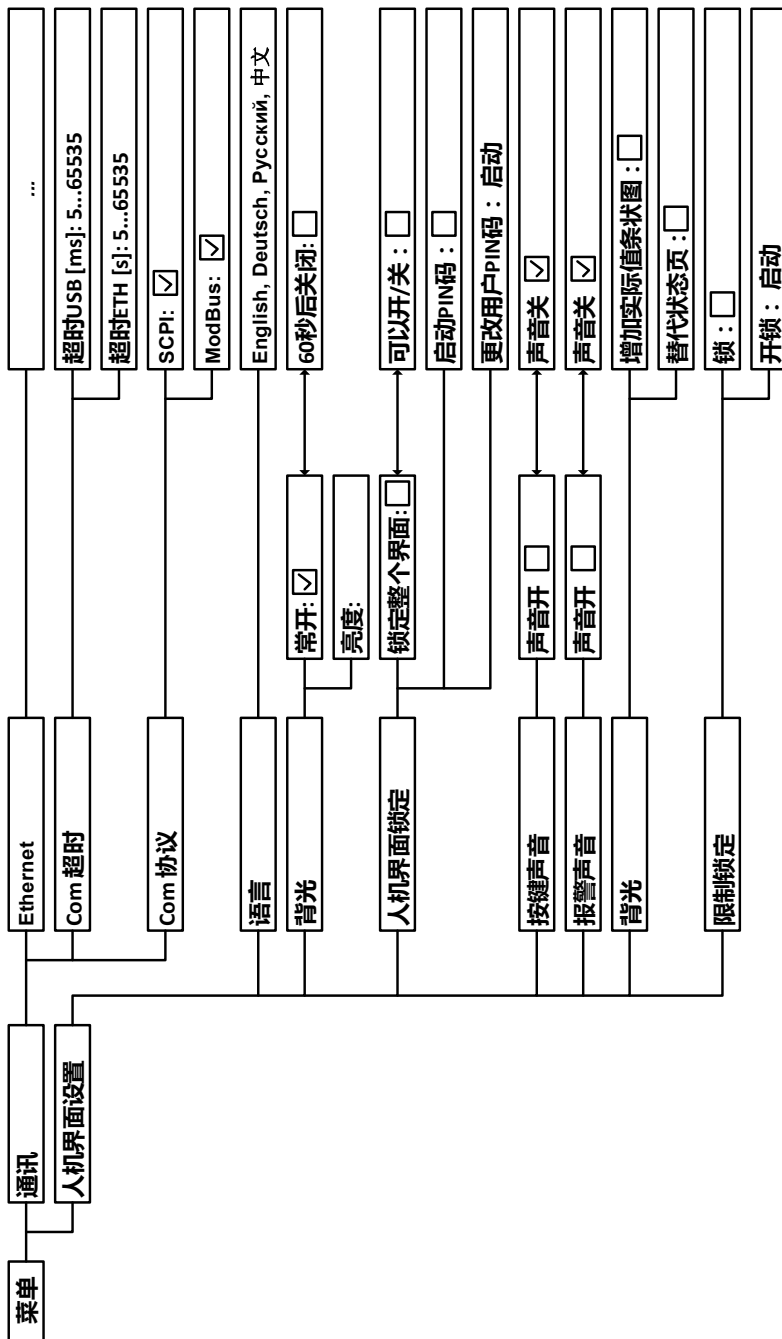 菜单
通讯
Ethernet
...
Com 超时
超时USB [ms]: 5...65535
超时ETH [s]: 5...65535
Com 协议
SCPI:
ModBus:
人机界面设置
语言
English, Deutsch, Русский, 中文
背光
常开:
60秒后关闭:
亮度:
人机界面锁定
锁定整个界面:
可以开/关：
启动PIN码：
更改用户PIN码： 启动
按键声音
声音开
声音关
报警声音
声音开
声音关
背光
增加实际值条状图：
替代状态页：
限制锁定
锁：
开锁： 启动